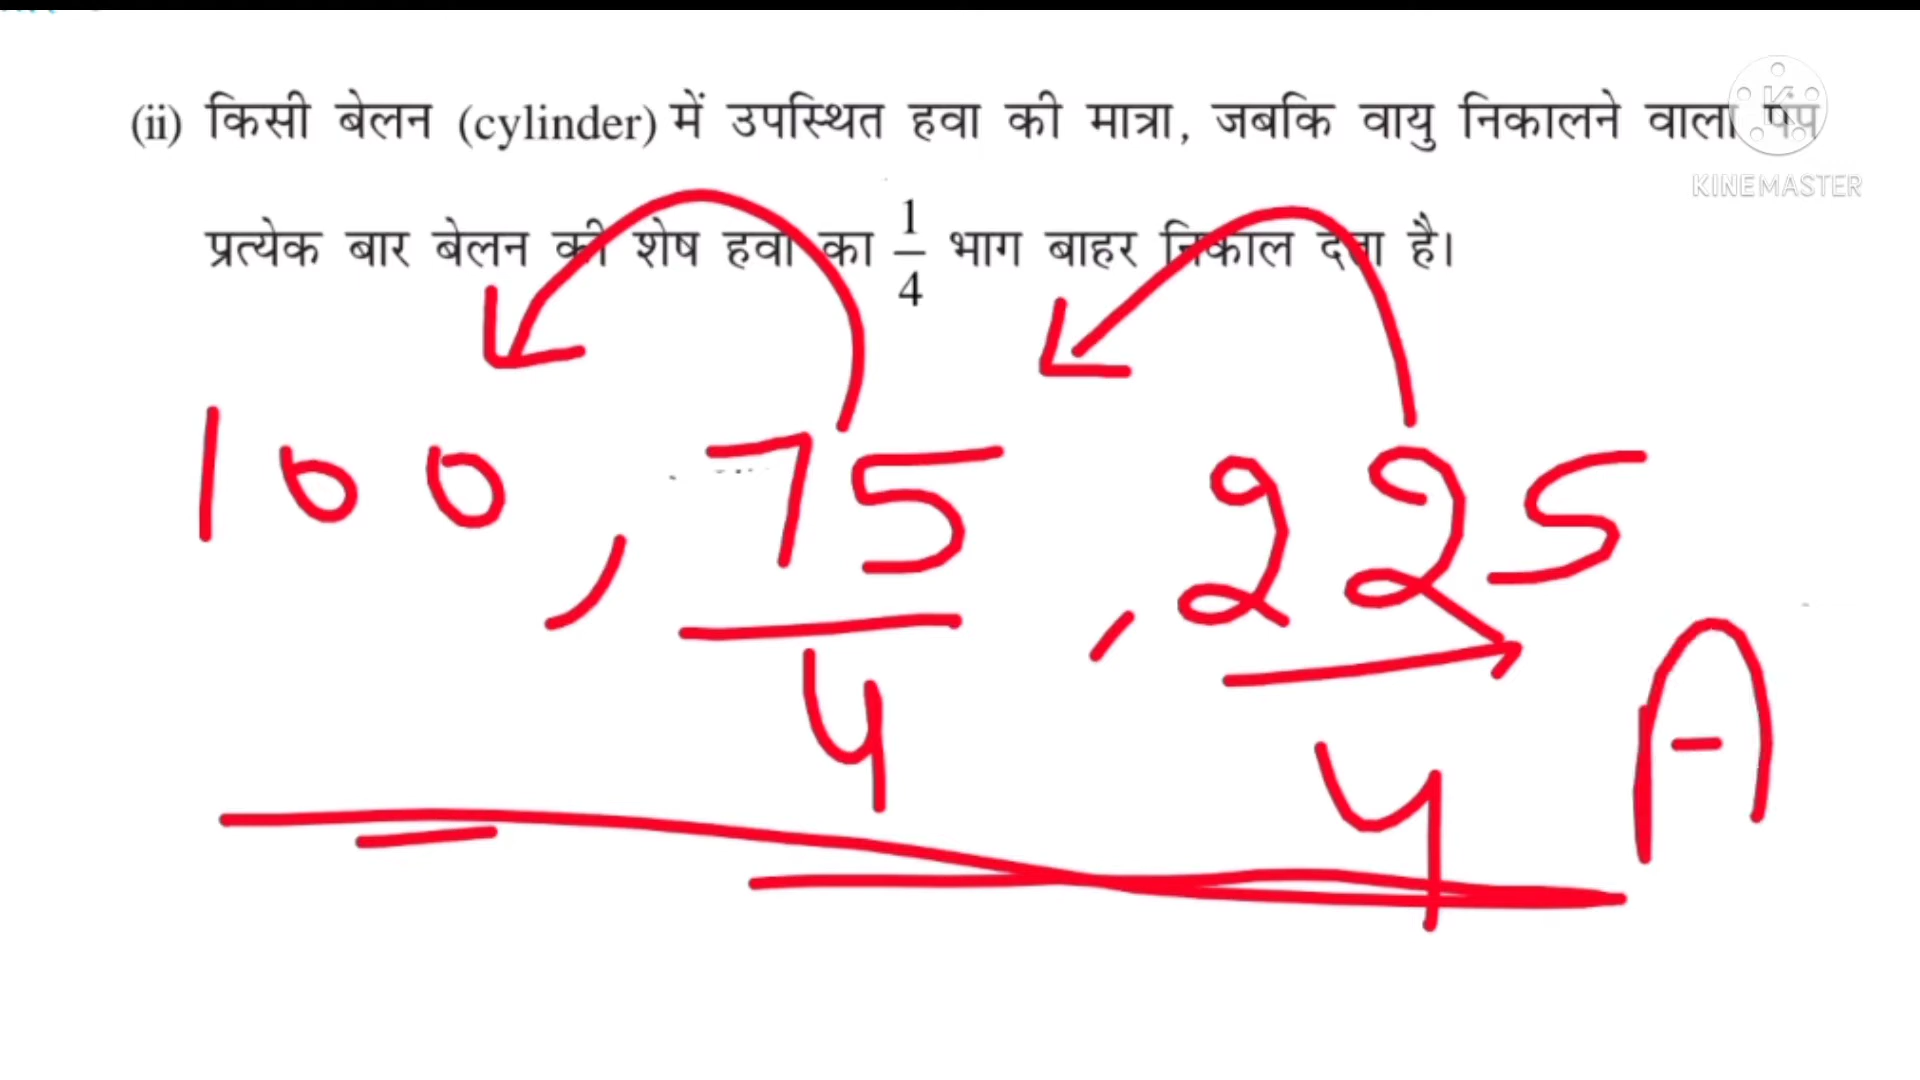 (ii) किसी बेलन (cylinder) में उपस्थित हवा की मात्रा, जबकि वायु निकालने वाला पंप
KINEMASTER
प्रत्येक बार बेलन की शेष हवा का 1/4 भाग बाहर निकाल देता है।
100, 75/4, 225/4 A